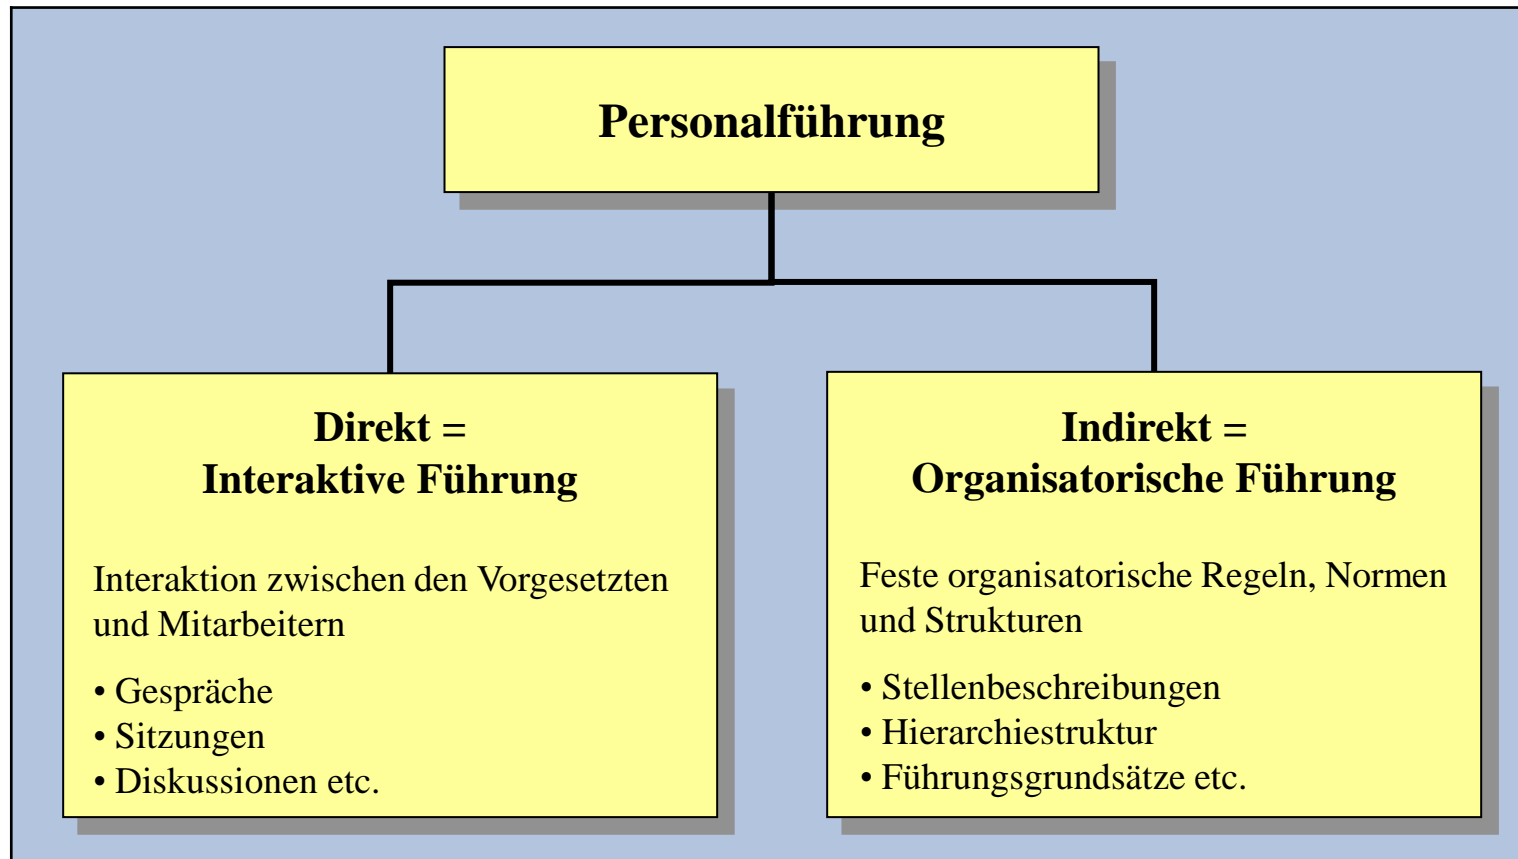 Personalführung
Direkt =
Interaktive Führung
Interaktion zwischen den Vorgesetzten
und Mitarbeitern
• Gespräche
• Sitzungen
• Diskussionen etc.
Indirekt =
Organisatorische Führung
Feste organisatorische Regeln, Normen
und Strukturen
• Stellenbeschreibungen
• Hierarchiestruktur
• Führungsgrundsätze etc.